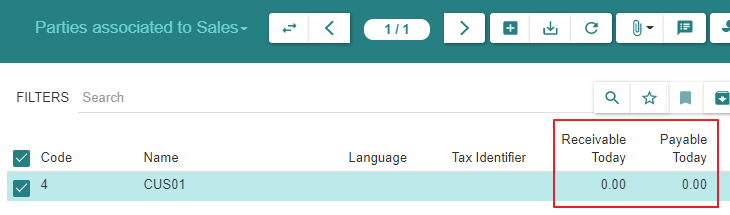 Parties associated to Sales
1 / 1
FILTERS Search
Code Name Language Tax Identifier Receivable Today Payable Today
4 CUS01 0.00 0.00